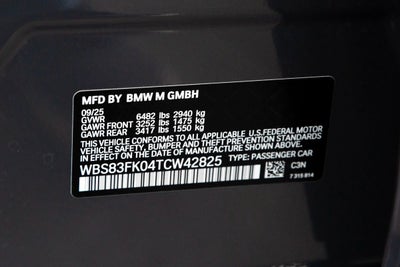 MFD BY BMW M GMBH
09/25
GVWR 6482 lbs 2940 kg
GAWR FRONT 3252 lbs 1475 kg
GAWR REAR 3417 lbs 1550 kg
THIS VEHICLE CONFORMS TO ALL APPLICABLE U.S. FEDERAL MOTOR
VEHICLE SAFETY, BUMPER, AND THEFT PREVENTION STANDARDS
IN EFFECT ON THE DATE OF MANUFACTURE SHOWN ABOVE.
WBS83FK04TCW42825 TYPE: PASSENGER CAR
C3N
7 315 814